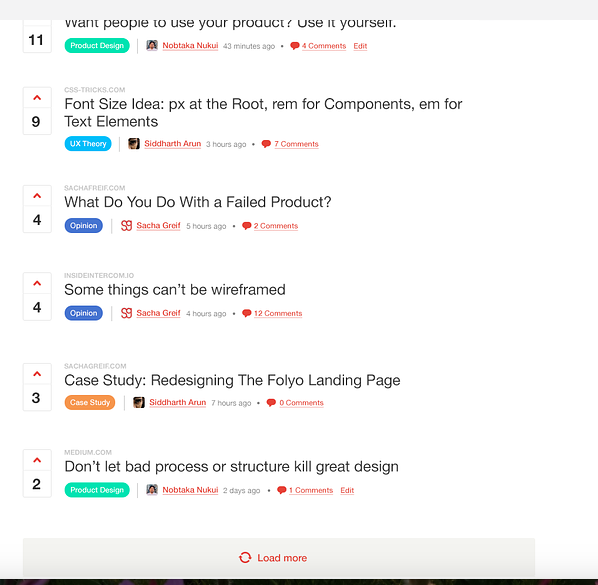 Want people to use your product? Use it yourself.
11
Product Design Nobtaka Nukui 43 minutes ago • 4 Comments Edit
CSS-TRICKS.COM
Font Size Idea: px at the Root, rem for Components, em for
Text Elements
9
UX Theory Siddharth Arun 3 hours ago • 7 Comments
SACHAFREIF.COM
What Do You Do With a Failed Product?
4
Opinion Sacha Greif 5 hours ago • 2 Comments
INSIDEINTERCOM.IO
Some things can’t be wireframed
4
Opinion Sacha Greif 4 hours ago • 12 Comments
SACHAGREIF.COM
Case Study: Redesigning The Folyo Landing Page
3
Case Study Siddharth Arun 7 hours ago • 0 Comments
MEDIUM.COM
Don’t let bad process or structure kill great design
2
Product Design Nobtaka Nukui 2 days ago • 1 Comments Edit
Load more